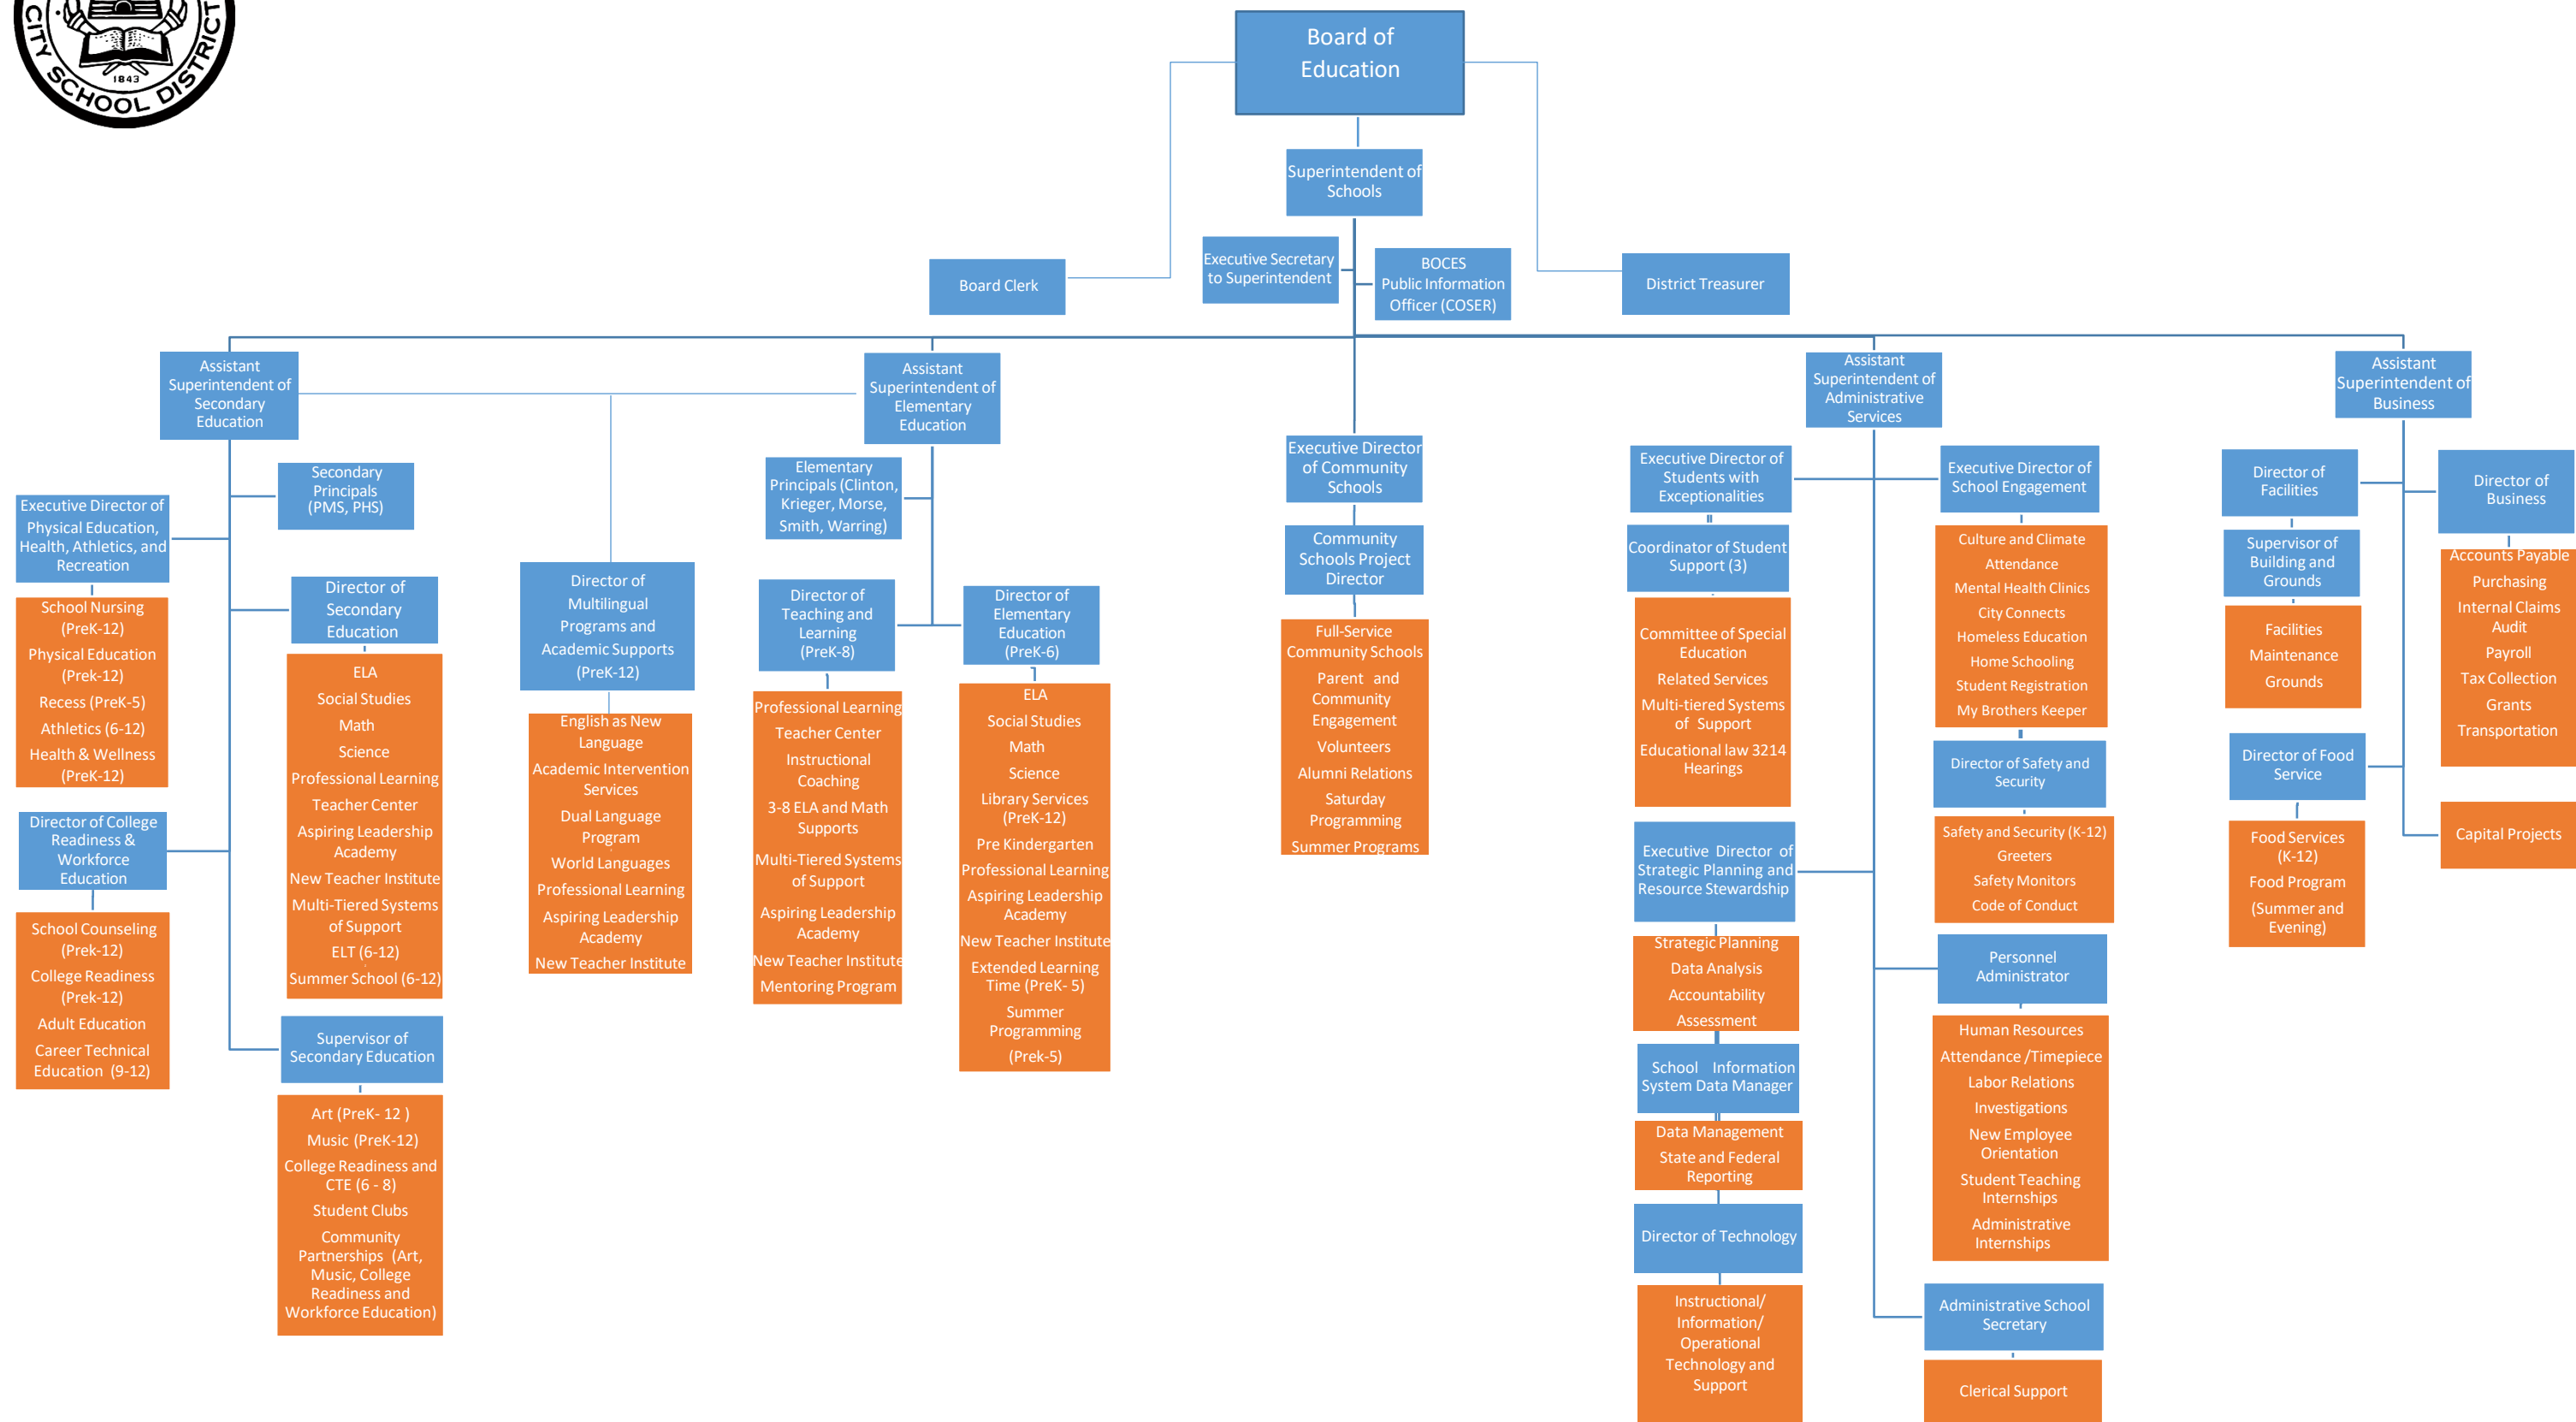 CITY SCHOOL DISTRICT
1843
Board of
Education
Superintendent of
Schools
Executive Secretary
to Superintendent
BOCES
Public Information
Officer (COSER)
Board Clerk
District Treasurer
Assistant
Superintendent of
Secondary
Education
Assistant
Superintendent of
Elementary
Education
Assistant
Superintendent of
Administrative
Services
Assistant
Superintendent of
Business
Secondary
Principals
(PMS, PHS)
Executive Director of
Physical Education,
Health, Athletics, and
Recreation
School Nursing
(PreK-12)
Physical Education
(Prek-12)
Recess (PreK-5)
Athletics (6-12)
Health & Wellness
(PreK-12)
Director of College
Readiness &
Workforce
Education
School Counseling
(Prek-12)
College Readiness
(Prek-12)
Adult Education
Career Technical
Education (9-12)
Director of
Secondary
Education
ELA
Social Studies
Math
Science
Professional Learning
Teacher Center
Aspiring Leadership
Academy
New Teacher Institute
Multi-Tiered Systems
of Support
ELT (6-12)
Summer School (6-12)
Supervisor of
Secondary Education
Art (PreK- 12 )
Music (PreK-12)
College Readiness and
CTE (6 - 8)
Student Clubs
Community
Partnerships (Art,
Music, College
Readiness and
Workforce Education)
Director of
Multilingual
Programs and
Academic Supports
(PreK-12)
English as New
Language
Academic Intervention
Services
Dual Language
Program
World Languages
Professional Learning
Aspiring Leadership
Academy
New Teacher Institute
Elementary
Principals (Clinton,
Krieger, Morse,
Smith, Warring)
Director of
Teaching and
Learning
(PreK-8)
Professional Learning
Teacher Center
Instructional
Coaching
3-8 ELA and Math
Supports
Multi-Tiered Systems
of Support
Aspiring Leadership
Academy
New Teacher Institute
Mentoring Program
Director of
Elementary
Education
(PreK-6)
ELA
Social Studies
Math
Science
Library Services
(PreK-12)
Pre Kindergarten
Professional Learning
Aspiring Leadership
Academy
New Teacher Institute
Extended Learning
Time (PreK- 5)
Summer
Programming
(Prek-5)
Executive Director
of Community
Schools
Community
Schools Project
Director
Full-Service
Community Schools
Parent and
Community
Engagement
Volunteers
Alumni Relations
Saturday
Programming
Summer Programs
Executive Director of
Students with
Exceptionalities
Coordinator of Student
Support (3)
Committee of Special
Education
Related Services
Multi-tiered Systems
of Support
Educational law 3214
Hearings
Executive Director of
Strategic Planning and
Resource Stewardship
Strategic Planning
Data Analysis
Accountability
Assessment
School Information
System Data Manager
Data Management
State and Federal
Reporting
Director of Technology
Instructional/
Information/
Operational
Technology and
Support
Executive Director of
School Engagement
Culture and Climate
Attendance
Mental Health Clinics
City Connects
Homeless Education
Home Schooling
Student Registration
My Brothers Keeper
Director of Safety and
Security
Safety and Security (K-12)
Greeters
Safety Monitors
Code of Conduct
Personnel
Administrator
Human Resources
Attendance /Timepiece
Labor Relations
Investigations
New Employee
Orientation
Student Teaching
Internships
Administrative
Internships
Administrative School
Secretary
Clerical Support
Director of
Facilities
Supervisor of
Building and
Grounds
Facilities
Maintenance
Grounds
Director of Food
Service
Food Services
(K-12)
Food Program
(Summer and
Evening)
Director of
Business
Accounts Payable
Purchasing
Internal Claims
Audit
Payroll
Tax Collection
Grants
Transportation
Capital Projects